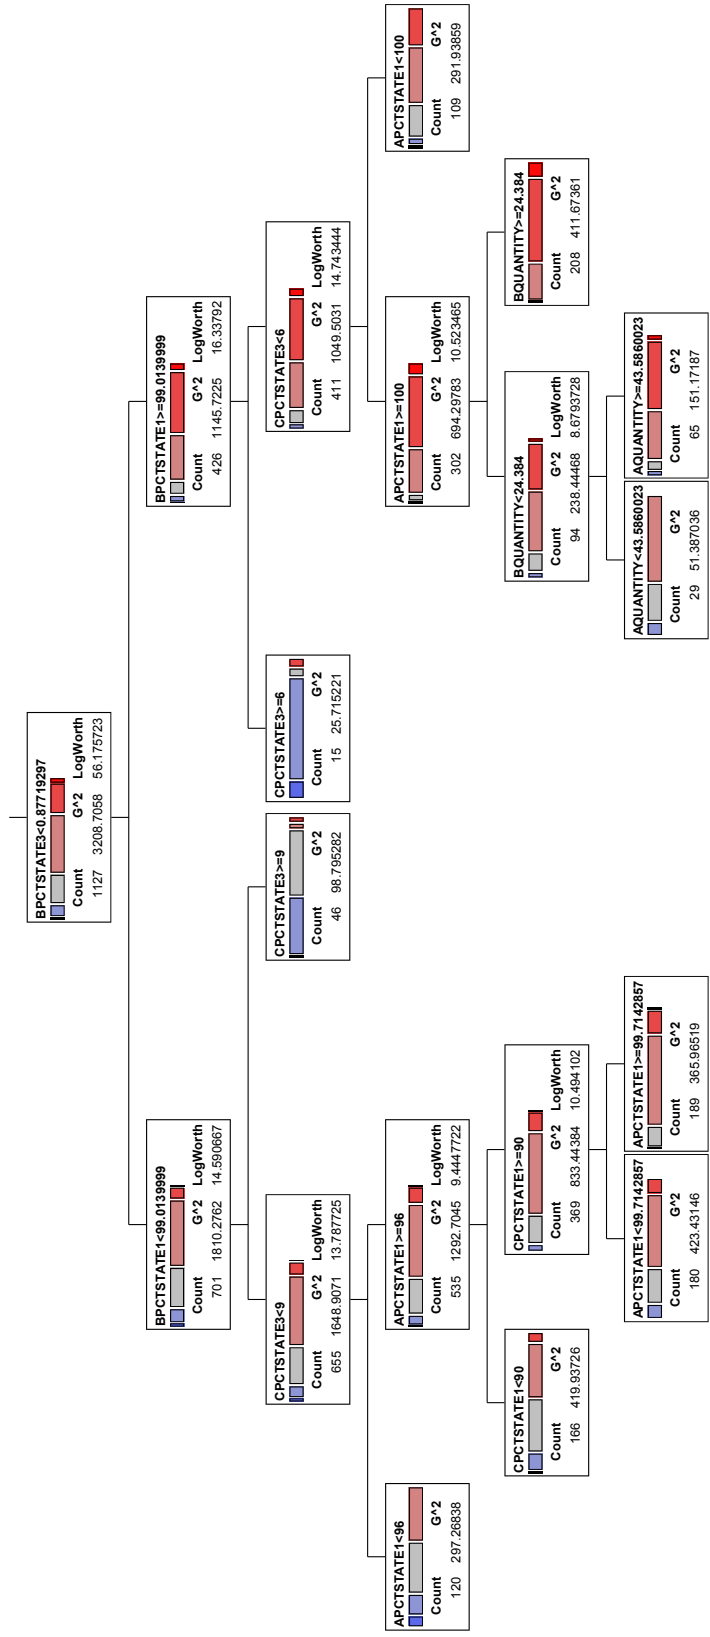 BPCTSTATE3<0.87719297
Count G^2 LogWorth
1127 3208.7058 56.175723
BPCTSTATE1<99.0139999
Count G^2 LogWorth
701 1810.2762 14.590667
BPCTSTATE1>=99.0139999
Count G^2 LogWorth
426 1145.7225 16.33792
CPCTSTATE3<9
Count G^2 LogWorth
655 1648.9071 13.787725
CPCTSTATE3>=9
Count G^2
46 98.795282
CPCTSTATE3>=6
Count G^2
15 25.715221
CPCTSTATE3<6
Count G^2 LogWorth
411 1049.5031 14.743444
APCTSTATE1<96
Count G^2
120 297.26838
APCTSTATE1>=96
Count G^2 LogWorth
535 1292.7045 9.4447722
APCTSTATE1>=100
Count G^2 LogWorth
302 694.29783 10.523465
APCTSTATE1<100
Count G^2
109 291.93859
CPCTSTATE1<90
Count G^2
166 419.93726
CPCTSTATE1>=90
Count G^2 LogWorth
369 833.44384 10.494102
BQUANTITY<24.384
Count G^2 LogWorth
94 238.44468 8.6793728
BQUANTITY>=24.384
Count G^2
208 411.67361
APCTSTATE1<99.7142857
Count G^2
180 423.43146
APCTSTATE1>=99.7142857
Count G^2
189 365.96519
AQUANTITY<43.5860023
Count G^2
29 51.387036
AQUANTITY>=43.5860023
Count G^2
65 151.17187